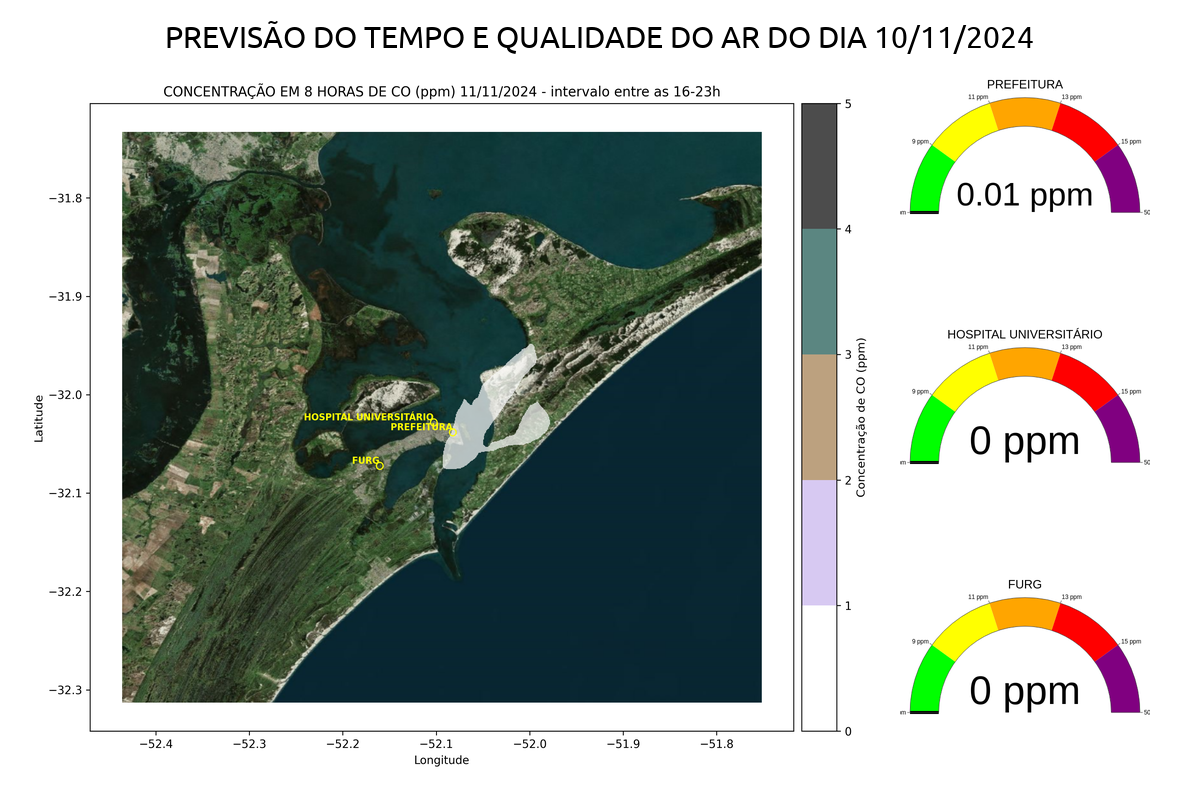 PREVISÃO DO TEMPO E QUALIDADE DO AR DO DIA 10/11/2024
CONCENTRAÇÃO EM 8 HORAS DE CO (ppm) 11/11/2024 - intervalo entre as 16-23h
−31.8
−31.9
−32.0
−32.1
−32.2
−32.3
Latitude
−52.4
−52.3
−52.2
−52.1
−52.0
−51.9
−51.8
Longitude
HOSPITAL UNIVERSITÁRIO
PREFEITURA
FURG
5
4
3
2
1
0
Concentração de CO (ppm)
PREFEITURA
9 ppm
11 ppm
13 ppm
15 ppm
50
0.01 ppm
HOSPITAL UNIVERSITÁRIO
9 ppm
11 ppm
13 ppm
15 ppm
50
0 ppm
FURG
9 ppm
11 ppm
13 ppm
15 ppm
50
0 ppm